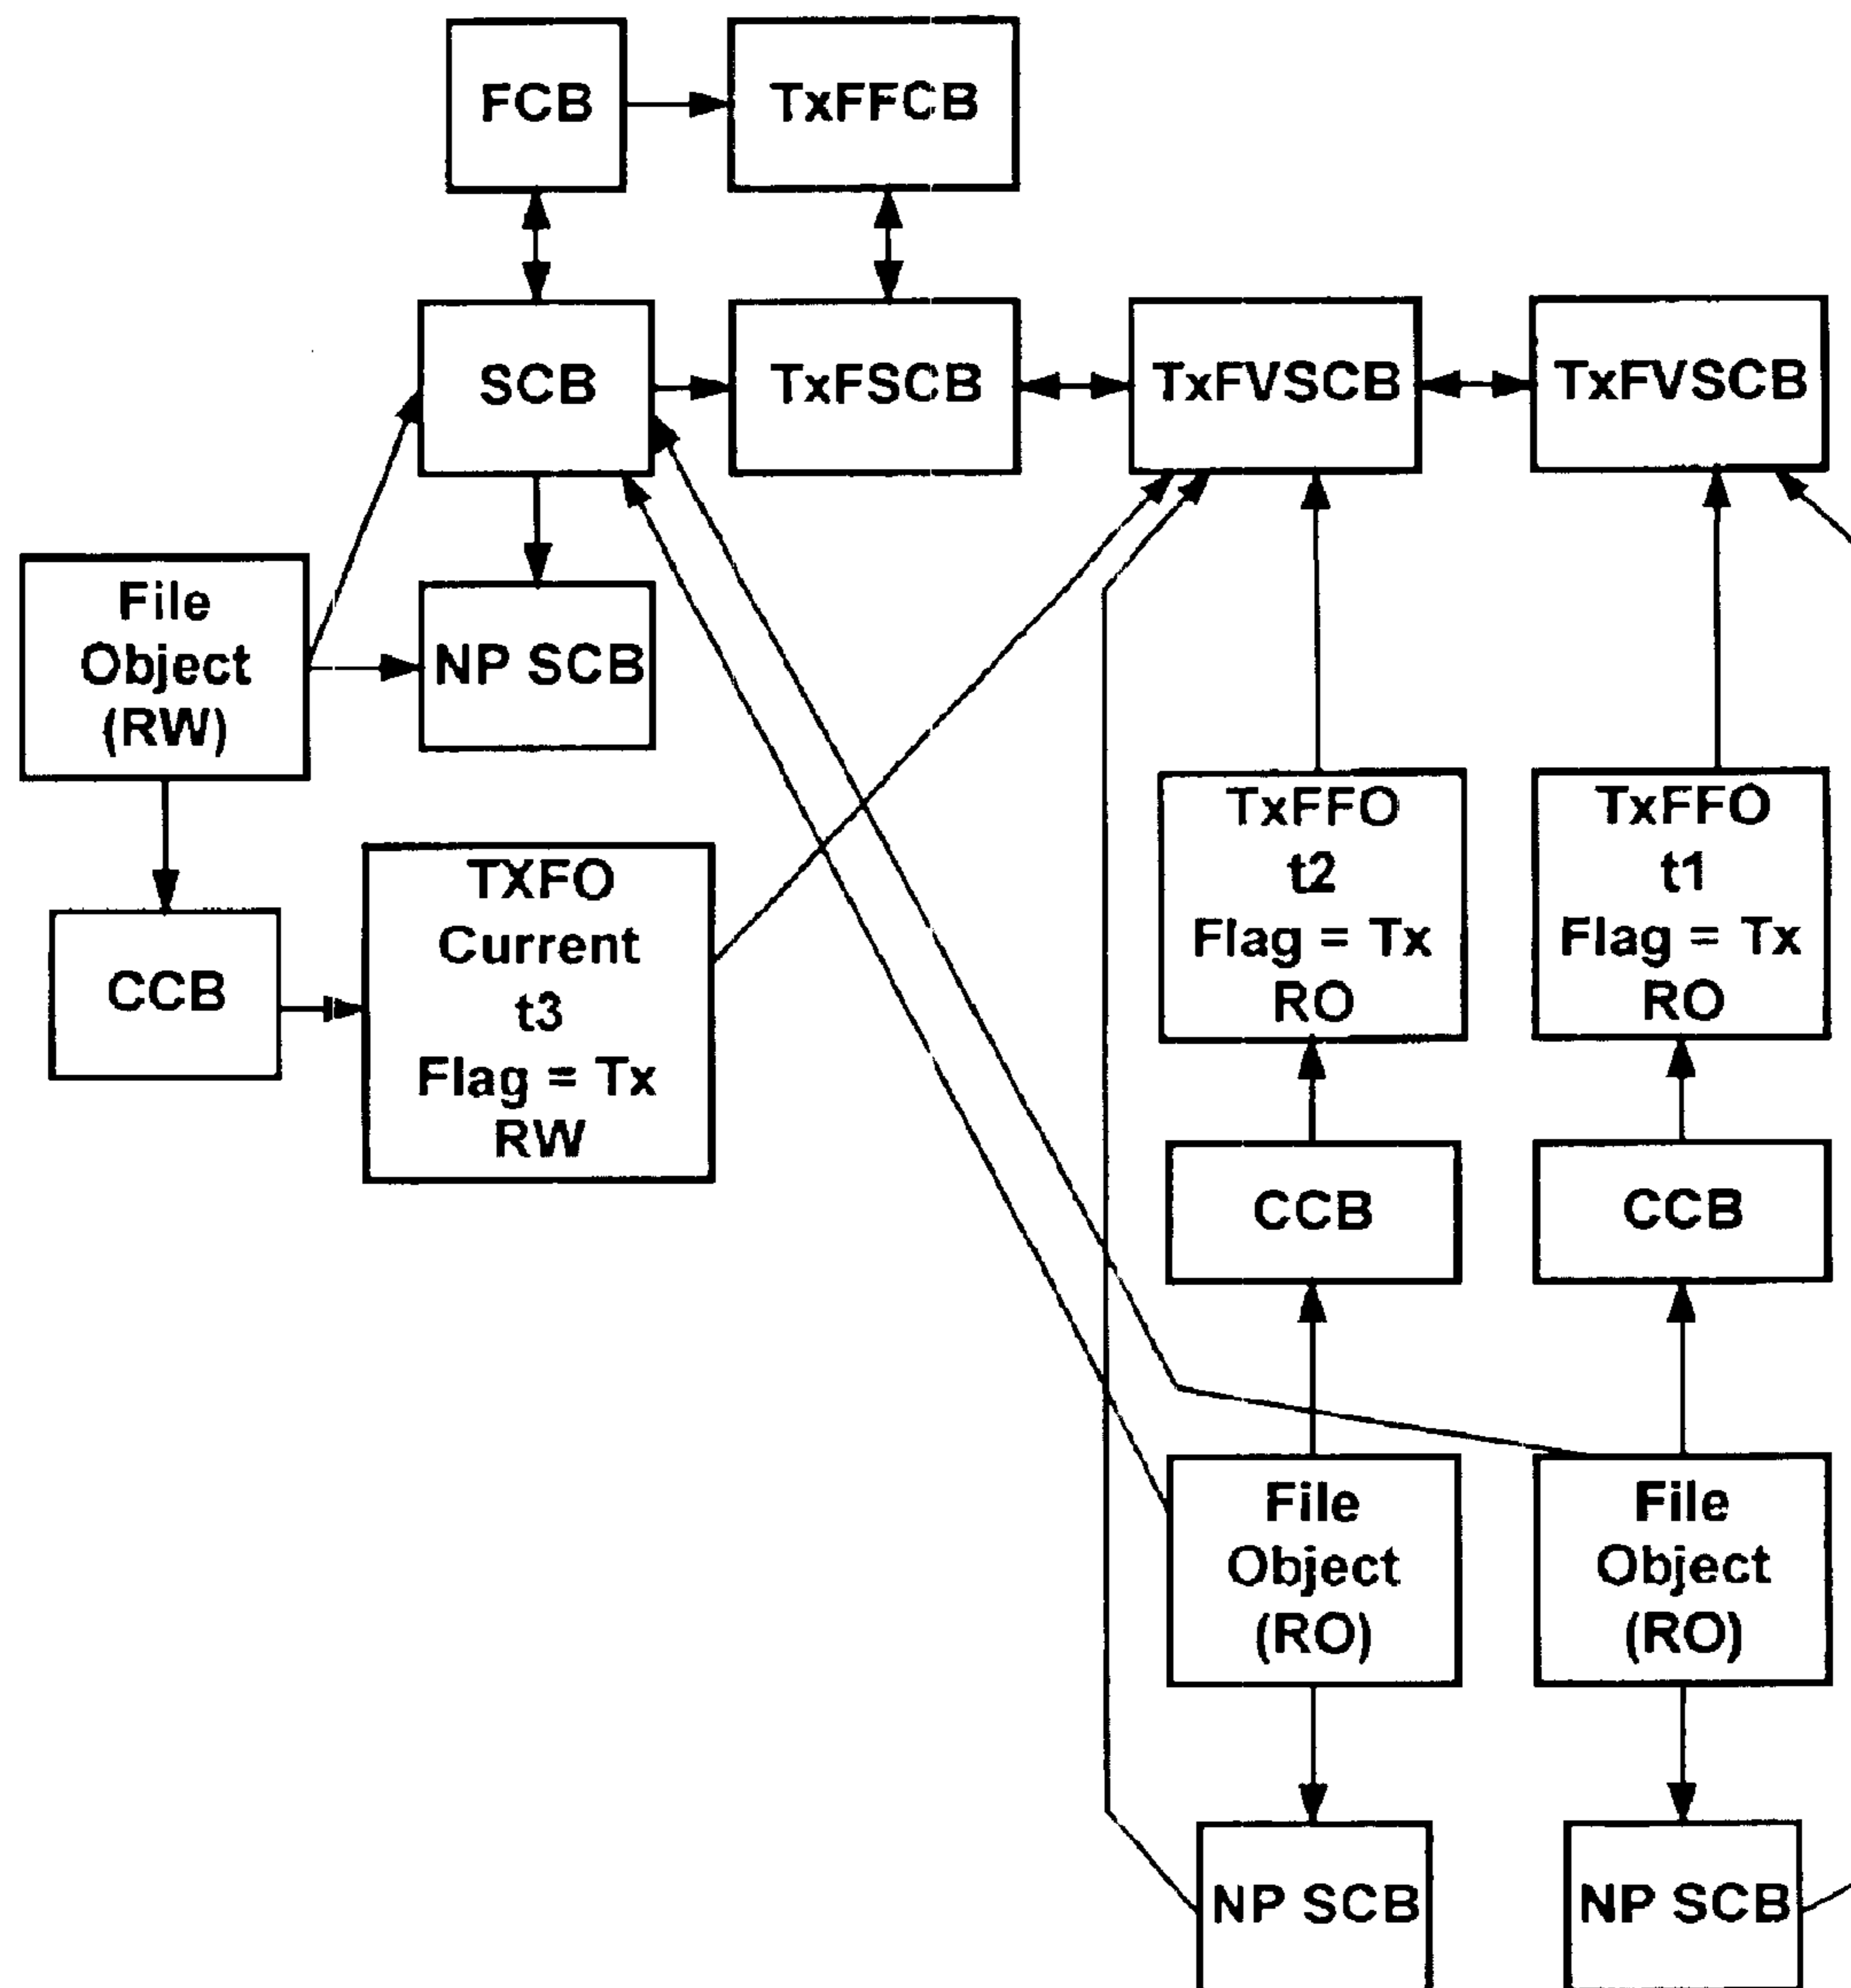 FCB
TxFFCB
SCB
TxFSCB
TxFVSCB
TxFVSCB
File
Object
(RW)
NP SCB
CCB
TXFO
Current
t3
Flag = Tx
RW
TxFFO
t2
Flag = Tx
RO
TxFFO
t1
Flag = Tx
RO
CCB
CCB
File
Object
(RO)
File
Object
(RO)
NP SCB
NP SCB